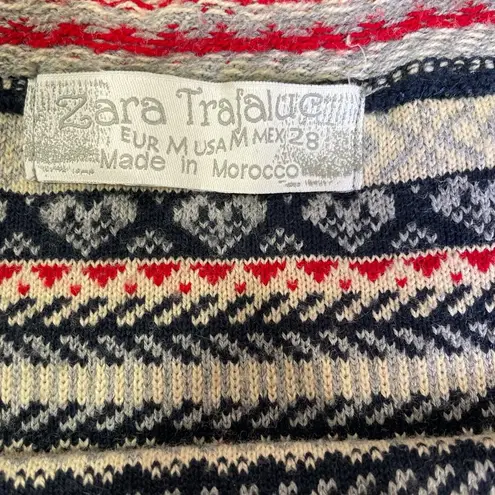 Zara Trafaluc
EUR M USA M MEX 28
Made in Morocco